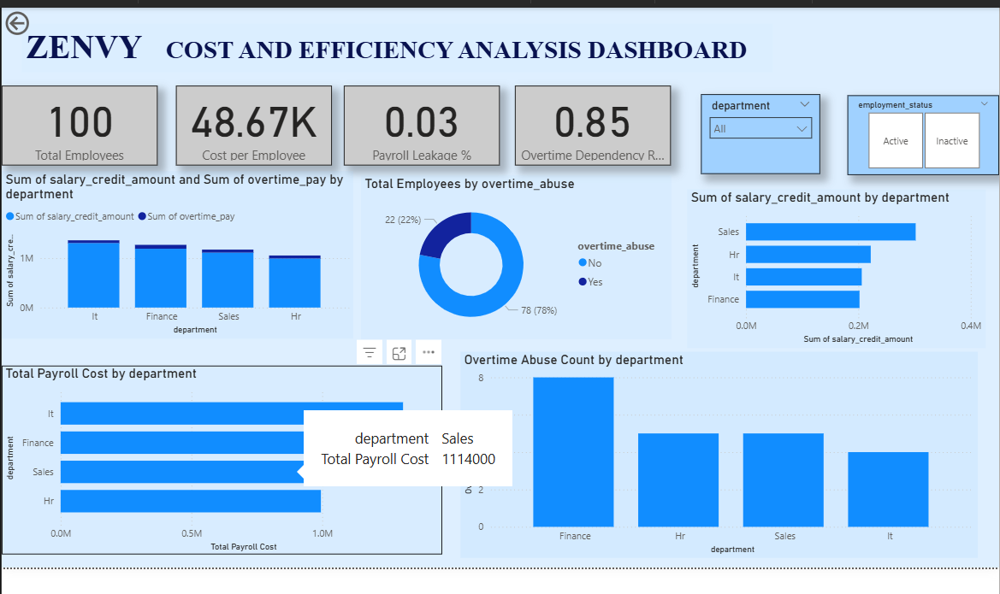 ZENVY COST AND EFFICIENCY ANALYSIS DASHBOARD
100
Total Employees
48.67K
Cost per Employee
0.03
Payroll Leakage %
0.85
Overtime Dependency R...
department
All
employment_status
Active
Inactive
Sum of salary_credit_amount and Sum of overtime_pay by
department
Sum of salary_credit_amount
Sum of overtime_pay
Sum of salary_cre...
1M
0M
It
Finance
Sales
Hr
department
Total Employees by overtime_abuse
22 (22%)
78 (78%)
overtime_abuse
No
Yes
Sum of salary_credit_amount by department
department
Sales
Hr
It
Finance
0.0M
0.2M
0.4M
Sum of salary_credit_amount
Total Payroll Cost by department
department
It
Finance
Sales
Hr
0.0M
0.5M
1.0M
Total Payroll Cost
department Sales
Total Payroll Cost 1114000
Overtime Abuse Count by department
8
2
0
Finance
Hr
Sales
It
department